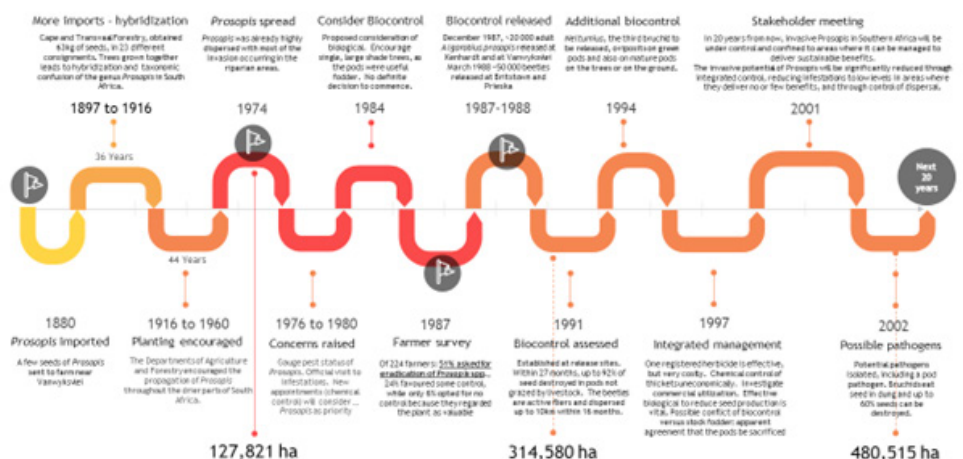 More imports - hybridization
Cape and Transvaal Forestry, obtained
63kg of seeds, in 23 different
consignments. Trees grown together
leads to hybridization and taxonomic
confusion of the genus Prosopis in South
Africa.
1897 to 1916
Prosopis spread
Prosopis was already highly
dispersed with most of the
invasion occurring in the
riparian areas.
1974
Consider Biocontrol
Proposed consideration of
biological. Encourage
single, large shade trees, as
the pods were useful
fodder. No definite
decision to commence.
1984
Biocontrol released
December 1987, ~20 000 adult
Algarobius prosopis released at
Kenhardt and at Vanwyksvlei
March 1988 ~50 000 beetles
released at Britstown and
Prieska
1987-1988
Additional biocontrol
Neltumius, the third bruchid to
be released, oviposits on green
pods and also on mature pods
on the trees or on the ground.
1994
Stakeholder meeting
In 20 years from now, invasive Prosopis in Southern Africa will be
under control and confined to areas where it can be managed to
deliver sustainable benefits.
The invasive potential of Prosopis will be significantly reduced through
integrated control, reducing infestations to low levels in areas where
they deliver no or few benefits, and through control of dispersal.
2001
36 Years
44 Years
Next
20
years
1880
Prosopis imported
A few seeds of Prosopis
sent to farm near
Vanwyksvlei
1916 to 1960
Planting encouraged
The Departments of Agriculture
and Forestry encouraged the
propagation of Prosopis
throughout the drier parts of South
Africa.
1976 to 1980
Concerns raised
Gauge pest status of
Prosopis. Official visit to
infestations. New
appointments (chemical
control) will consider ...
Prosopis as priority
1987
Farmer survey
Of 224 farmers: 51% asked for
eradication of Prosopis spp...
24% favoured some control,
while only 8% opted for no
control because they regarded
the plant as valuable
1991
Biocontrol assessed
Established at release sites.
Within 27 months, up to 92% of
seed destroyed in pods not
grazed by livestock. The beetles
are active fliers and dispersed
up to 10km within 16 months.
1997
Integrated management
One registered herbicide is effective,
but very costly. Chemical control of
thickets uneconomically. Investigate
commercial utilization. Effective
biological to reduce seed production is
vital. Possible conflict of biocontrol
versus stock fodder: apparent
agreement that the pods be sacrificed
2002
Possible pathogens
Potential pathogens
isolated, including a pod
pathogen. Bruchids eat
seed in dung and up to
60% seeds can be
destroyed.
127,821 ha
314,580 ha
480,515 ha